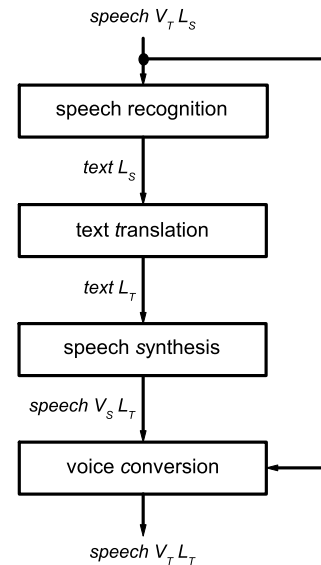 speech V_T L_S
speech recognition
text L_S
text translation
text L_T
speech synthesis
speech V_S L_T
voice conversion
speech V_T L_T